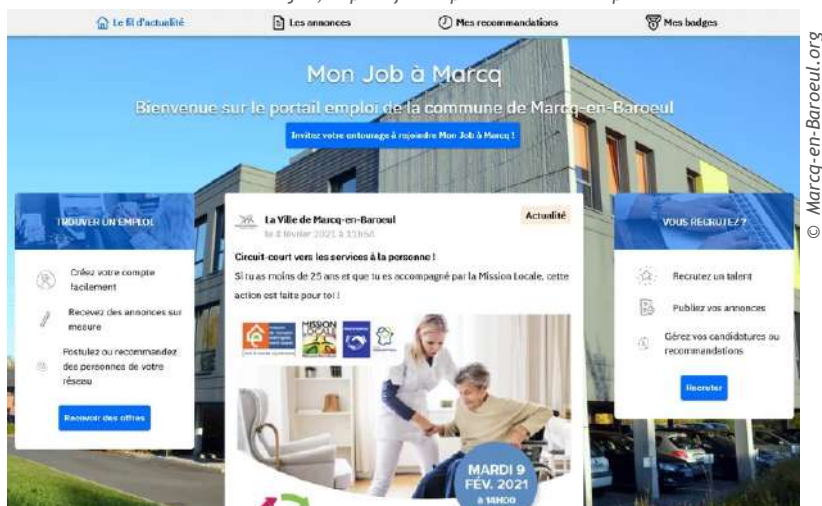 Le fil d'actualité
Les annonces
Mes recommandations
Mes badges
Mon Job à Marcq
Bienvenue sur le portail emploi de la commune de Marcq-en-Baroeul
Invitez votre entourage à rejoindre Mon Job à Marcq !
TROUVER UN EMPLOI
Créez votre compte
facilement
Recevez des annonces sur
mesure
Postulez ou recommandez
des personnes de votre
réseau
Recevoir des offres
La Ville de Marcq-en-Baroeul
Actualité
février 2021 à
Circuit-court vers les services à la personne !
Si tu as moins de 25 ans et que tu es accompagné par la Mission Locale, cette
action est faite pour toi !
MISSION
LOCALE
MARDI 9
FÉV. 2021
à 14H00
VOUS RECRUTEZ ?
Recrutez un talent
Publiez vos annonces
Gérez vos candidatures ou
recommandations
Recruter
© Marcq-en-Baroeul.org